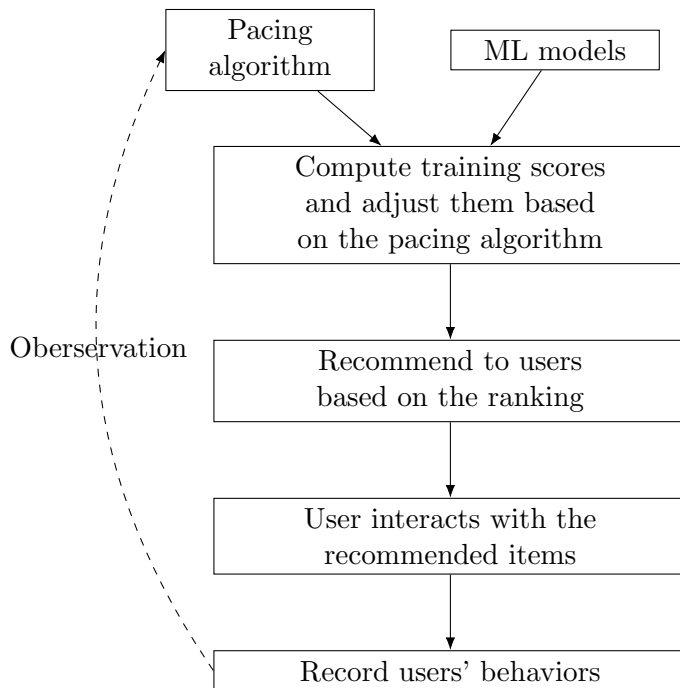 Pacing
algorithm
ML models
Compute training scores
and adjust them based
on the pacing algorithm
Oberservation
Recommend to users
based on the ranking
User interacts with the
recommended items
Record users’ behaviors